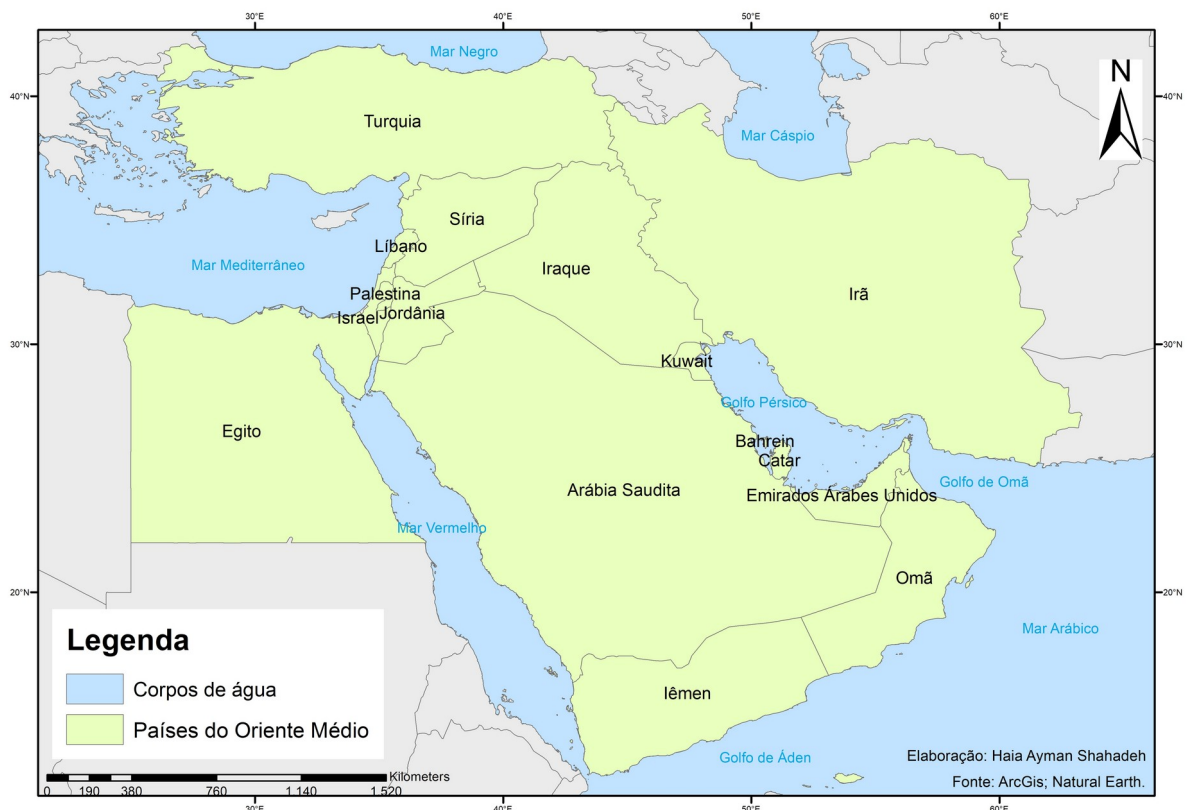 30°E 40°E 50°E 60°E
Mar Negro
N
40°N 40°N
Turquia
Mar Cáspio
Síria
Líbano
Mar Mediterrâneo
Iraque
Palestina
Irã
Israel
Jordânia
30°N 30°N
Kuwait
Golfo Pérsico
Egito
Bahrein
Catar
Arábia Saudita
Emirados Árabes Unidos
Golfo de Omã
Mar Vermelho
Omã
20°N 20°N
Mar Arábico
Legenda
Corpos de água
Países do Oriente Médio
Iêmen
Golfo de Áden
Elaboração: Haia Ayman Shahadeh
Fonte: ArcGis; Natural Earth.
Kilometers
0 190 380 760 1.140 1.520
30°E 40°E 50°E 60°E